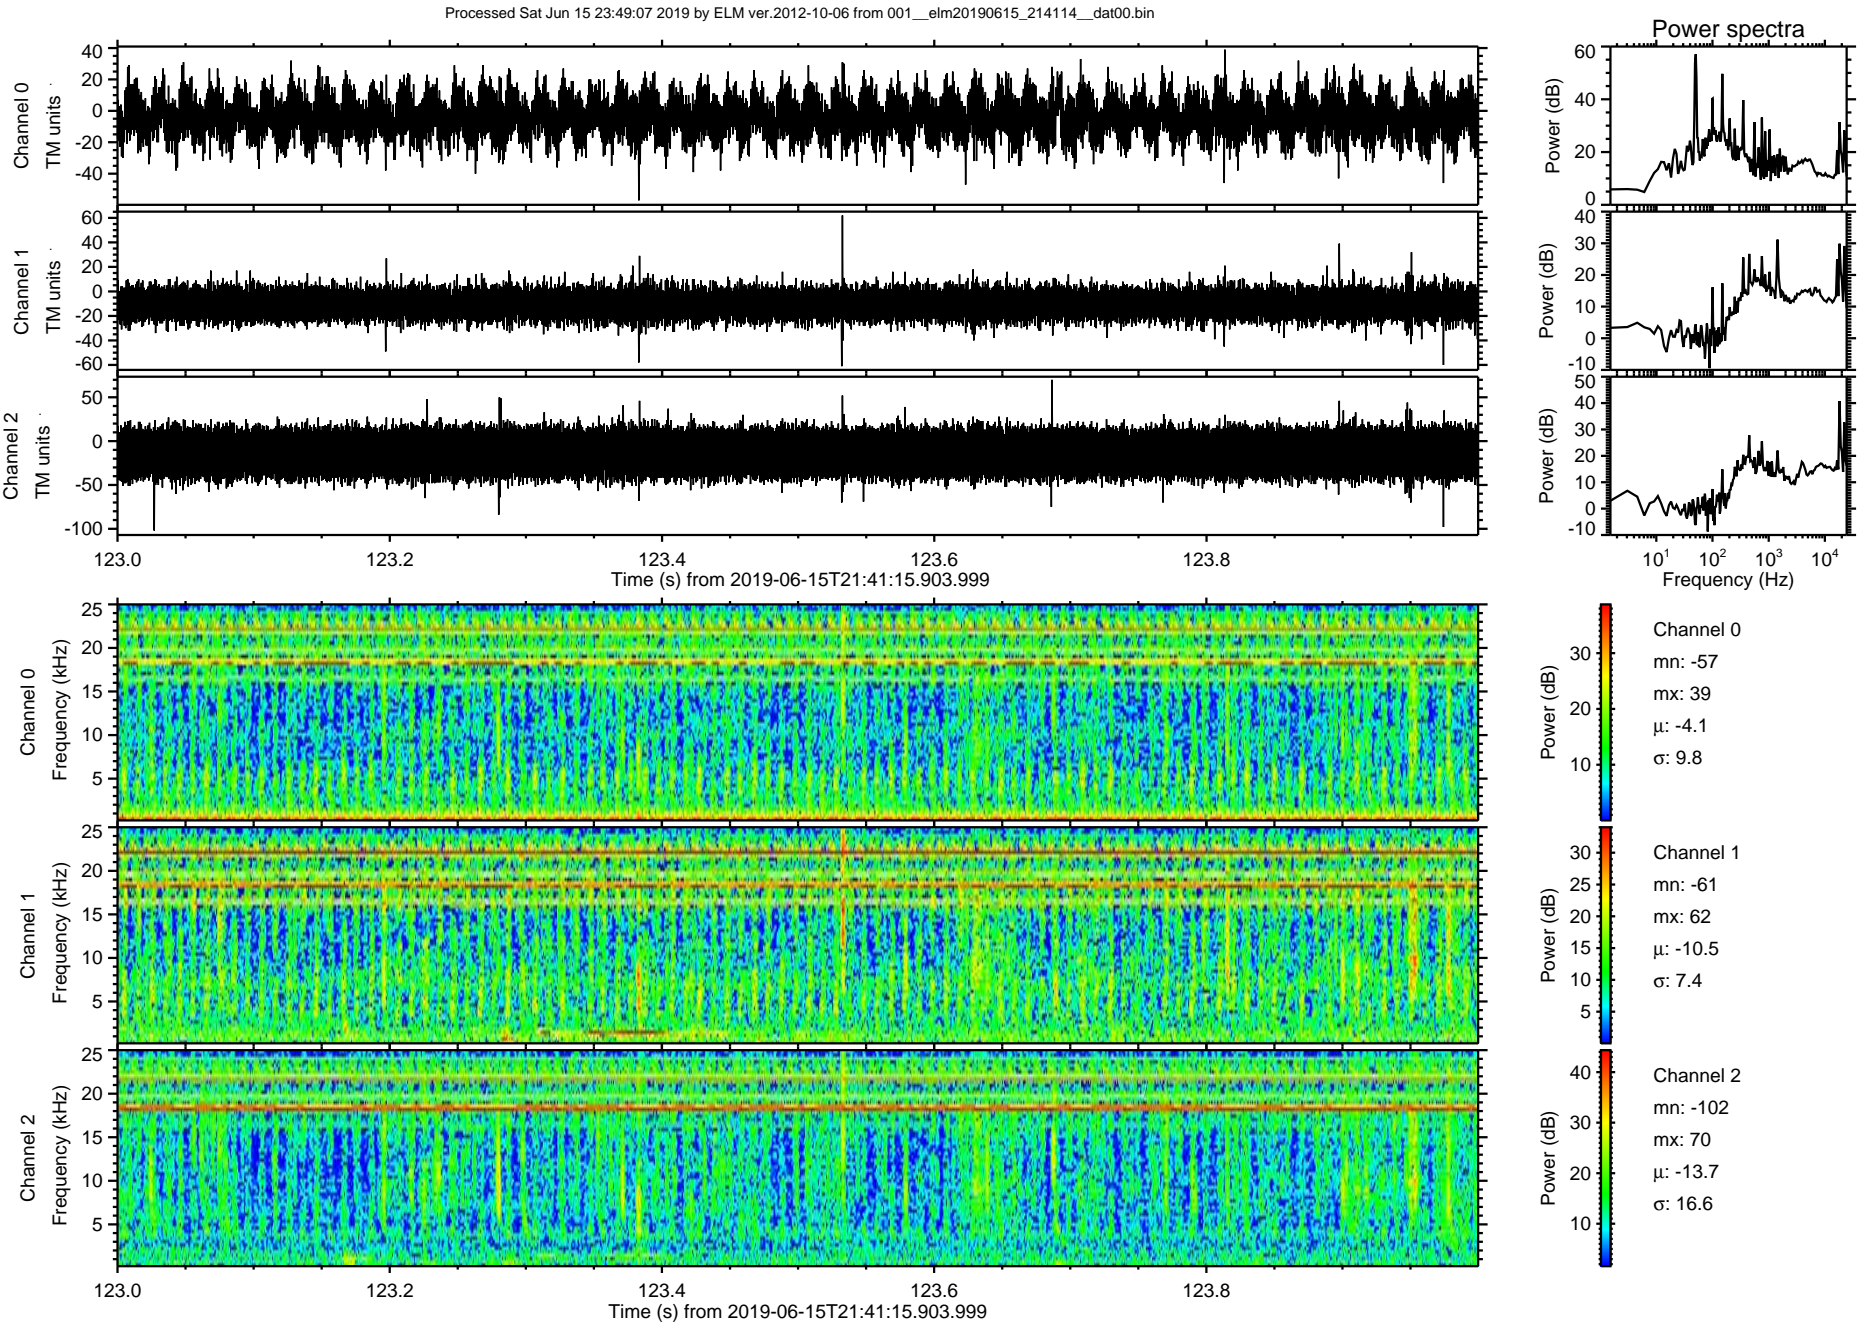 Processed Sat Jun 15 23:49:07 2019 by ELM ver.2012-10-06 from 001__elm20190615_214114__dat00.bin
Power spectra
Channel 0
TM units
40
20
0
-20
-40
Power (dB)
60
40
20
0
Channel 1
TM units
60
40
20
0
-20
-40
-60
Power (dB)
40
30
20
10
0
-10
Channel 2
TM units
50
0
-50
-100
Power (dB)
50
40
30
20
10
0
-10
123.0 123.2 123.4 123.6 123.8
Time (s) from 2019-06-15T21:41:15.903.999
10^1 10^2 10^3 10^4
Frequency (Hz)
Channel 0
Frequency (kHz)
25
20
15
10
5
Power (dB)
30
20
10
Channel 0
mn: -57
mx: 39
μ: -4.1
σ: 9.8
Channel 1
Frequency (kHz)
25
20
15
10
5
Power (dB)
30
25
20
15
10
5
Channel 1
mn: -61
mx: 62
μ: -10.5
σ: 7.4
Channel 2
Frequency (kHz)
25
20
15
10
5
Power (dB)
40
30
20
10
Channel 2
mn: -102
mx: 70
μ: -13.7
σ: 16.6
123.0 123.2 123.4 123.6 123.8
Time (s) from 2019-06-15T21:41:15.903.999